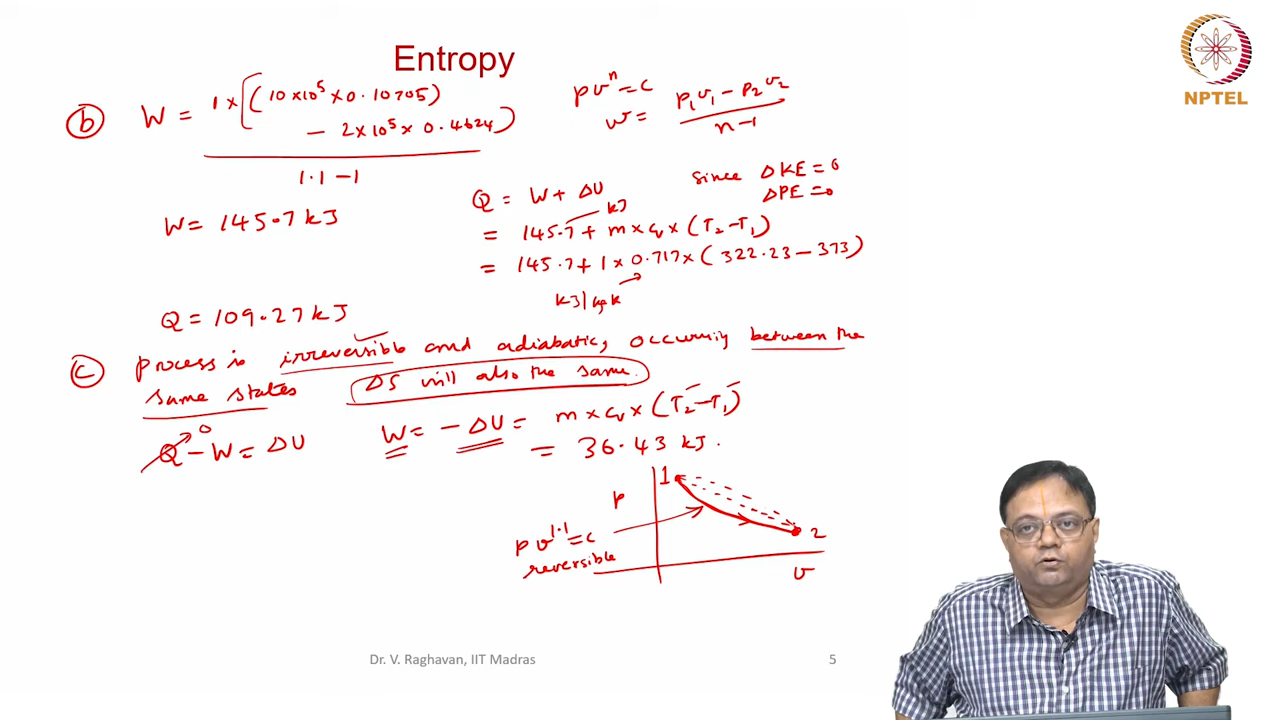 Entropy
NPTEL
(b) W = 1 × [(10×10⁵ × 0.10705) - 2×10⁵ × 0.4624) / 1.1 - 1
pvⁿ = c
w = p₁v₁ - p₂v₂ / n-1
W = 145.7 kJ
Since ΔKE = 0
ΔPE = 0
Q = W + ΔU
kJ
= 145.7 + m × cv × (T₂-T₁)
= 145.7 + 1 × 0.717 × (322.23 - 373)
kJ/kgK
Q = 109.27 kJ
(c) process is irreversible and adiabatic, occurring between the
same states ΔS will also the same.
Q - W = ΔU
0
W = -ΔU = m × cv × (T₂-T₁)
= 36.43 kJ.
1
p
pv^1.1 = c
reversible
2
v
Dr. V. Raghavan, IIT Madras
5